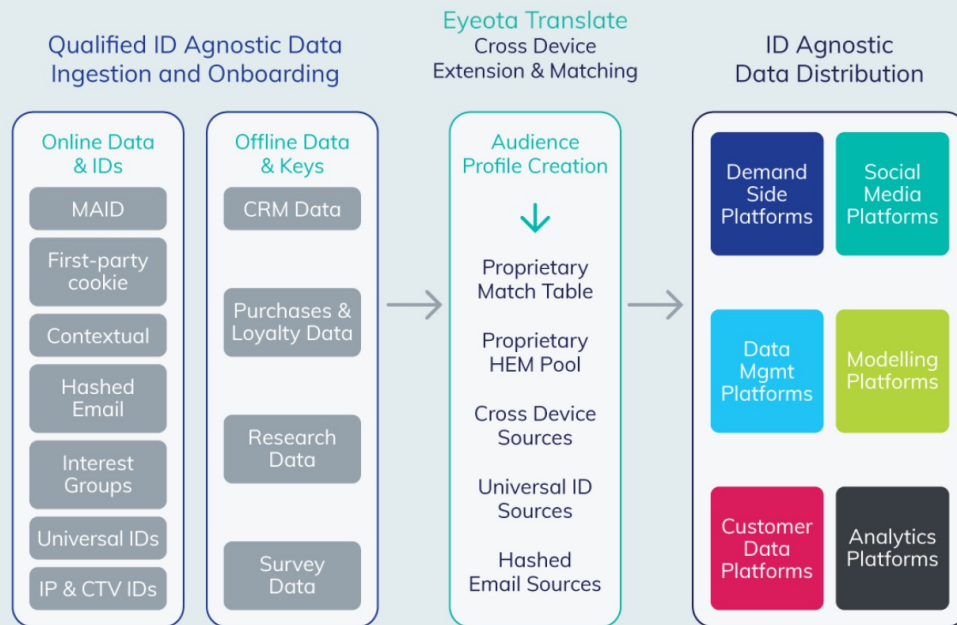 Qualified ID Agnostic Data
Ingestion and Onboarding
Online Data
& IDs
MAID
First-party
cookie
Contextual
Hashed
Email
Interest
Groups
Universal IDs
IP & CTV IDs
Offline Data
& Keys
CRM Data
Purchases &
Loyalty Data
Research
Data
Survey
Data
Eyeota Translate
Cross Device
Extension & Matching
Audience
Profile Creation
Proprietary
Match Table
Proprietary
HEM Pool
Cross Device
Sources
Universal ID
Sources
Hashed
Email Sources
ID Agnostic
Data Distribution
Demand
Side
Platforms
Social
Media
Platforms
Data
Mgmt
Platforms
Modelling
Platforms
Customer
Data
Platforms
Analytics
Platforms